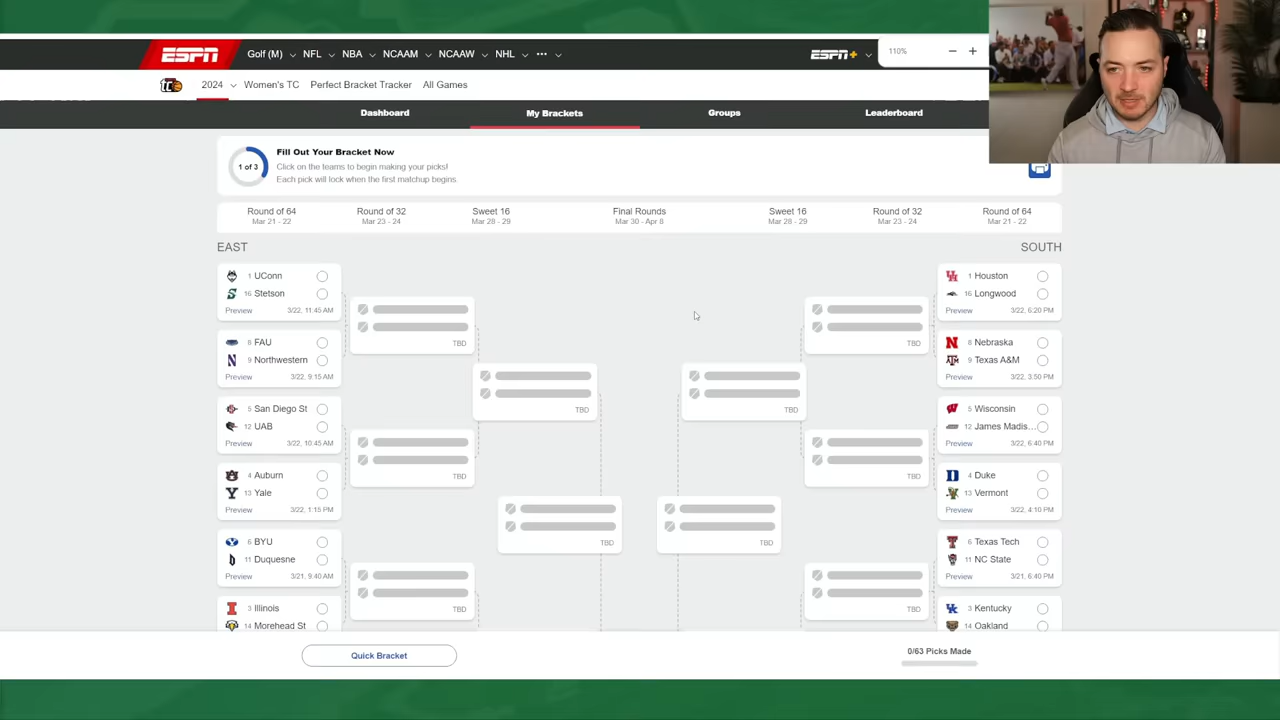 ESPN Golf (M) NFL NBA NCAAM NCAAW NHL ••• ESPN+ 110% − +
2024 Women's TC Perfect Bracket Tracker All Games
Dashboard My Brackets Groups Leaderboard
1 of 3
Fill Out Your Bracket Now
Click on the teams to begin making your picks!
Each pick will lock when the first matchup begins.
Round of 64 Round of 32 Sweet 16 Final Rounds Sweet 16 Round of 32 Round of 64
Mar 21 - 22 Mar 23 - 24 Mar 28 - 29 Mar 30 - Apr 8 Mar 28 - 29 Mar 23 - 24 Mar 21 - 22
EAST
1 UConn
16 Stetson
Preview 3/22, 11:45 AM
8 FAU
9 Northwestern
Preview 3/22, 9:15 AM
5 San Diego St
12 UAB
Preview 3/22, 10:45 AM
4 Auburn
13 Yale
Preview 3/22, 1:15 PM
6 BYU
11 Duquesne
Preview 3/21, 9:40 AM
3 Illinois
14 Morehead St
TBD
TBD
TBD
TBD
TBD
TBD
TBD
TBD
TBD
TBD
SOUTH
1 Houston
16 Longwood
Preview 3/22, 6:20 PM
8 Nebraska
9 Texas A&M
Preview 3/22, 3:50 PM
5 Wisconsin
12 James Madis...
Preview 3/22, 6:40 PM
4 Duke
13 Vermont
Preview 3/22, 4:10 PM
6 Texas Tech
11 NC State
Preview 3/21, 6:40 PM
3 Kentucky
14 Oakland
Quick Bracket
0/63 Picks Made